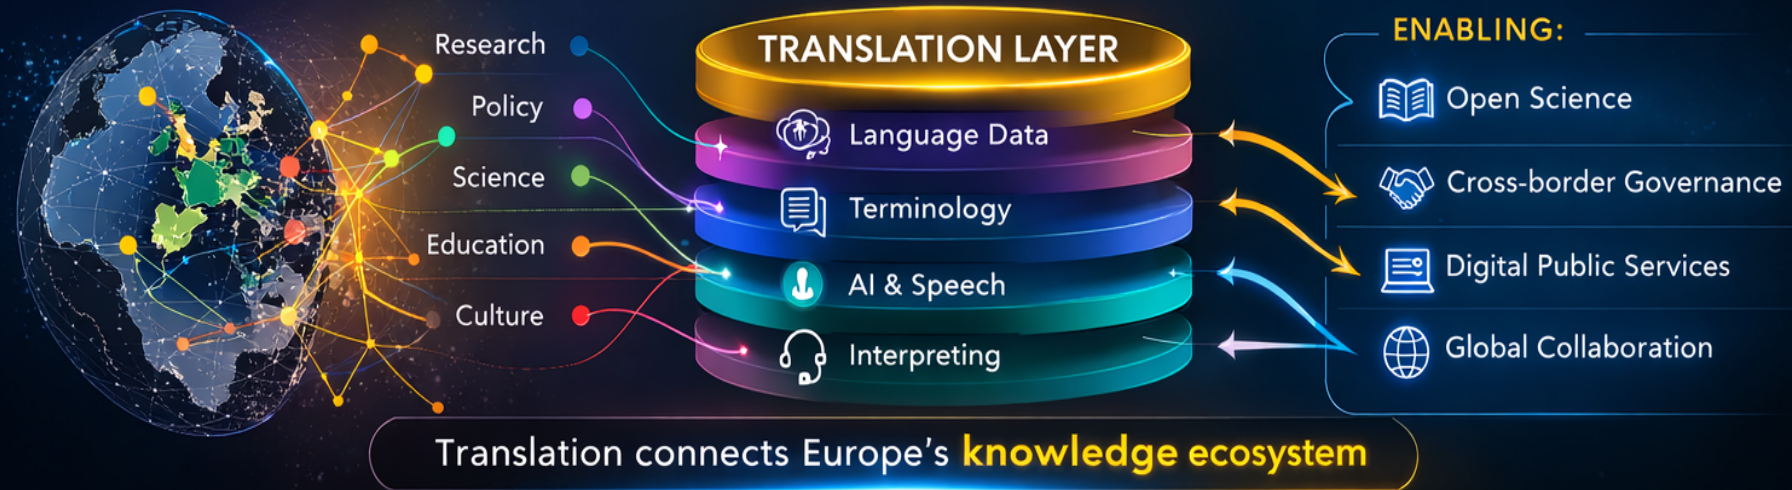 Research
Policy
Science
Education
Culture
TRANSLATION LAYER
Language Data
Terminology
AI & Speech
Interpreting
ENABLING:
Open Science
Cross-border Governance
Digital Public Services
Global Collaboration
Translation connects Europe's knowledge ecosystem